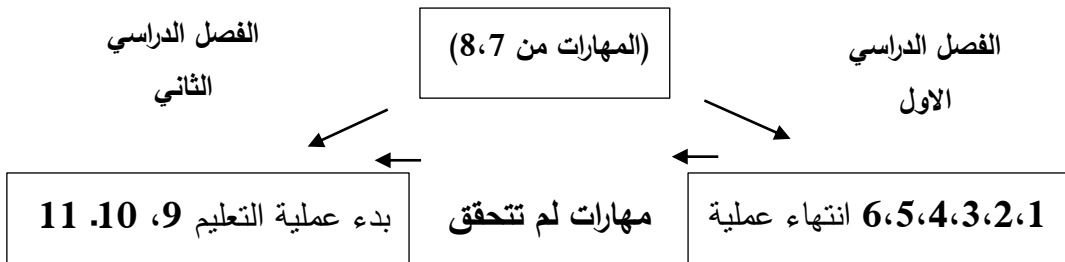 الفصل الدراسي
الاول
(المهارات من 8،7)
الفصل الدراسي
الثاني
6،5،4،3،2،1 انتهاء عملية
مهارات لم تتحقق
بدء عملية التعليم 9، 10. 11